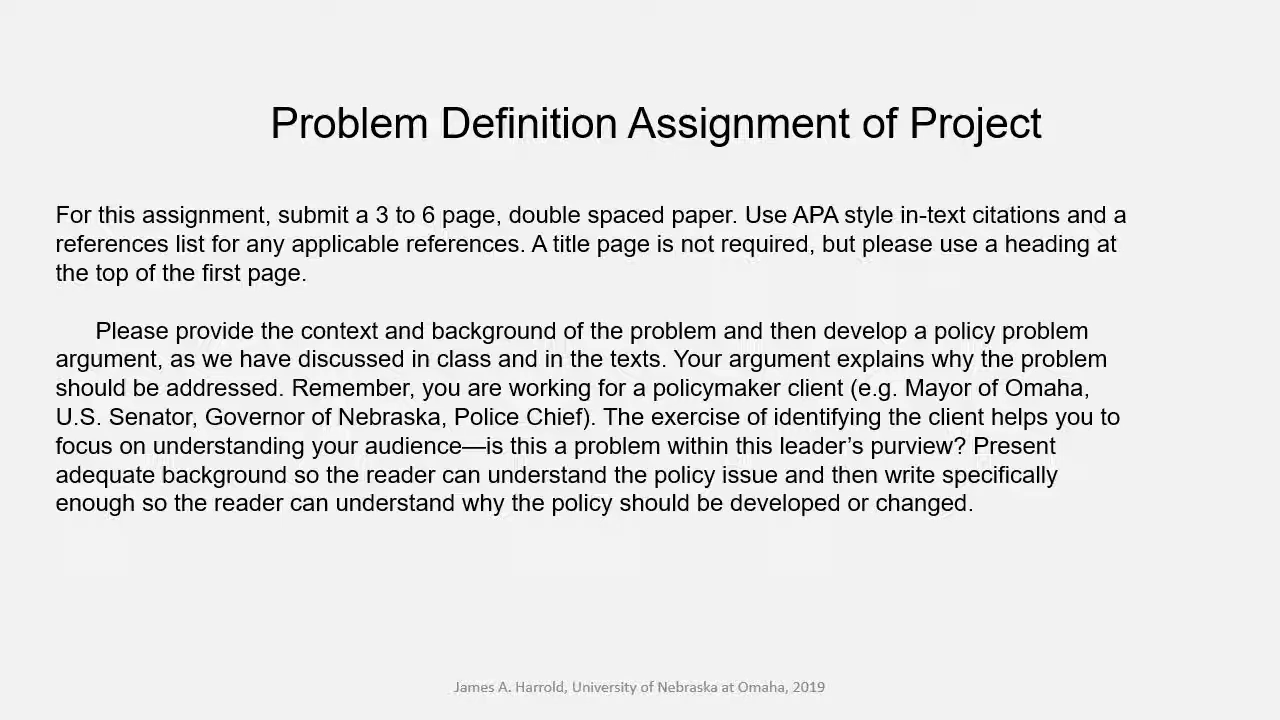 Problem Definition Assignment of Project
For this assignment, submit a 3 to 6 page, double spaced paper. Use APA style in-text citations and a
references list for any applicable references. A title page is not required, but please use a heading at
the top of the first page.
Please provide the context and background of the problem and then develop a policy problem
argument, as we have discussed in class and in the texts. Your argument explains why the problem
should be addressed. Remember, you are working for a policymaker client (e.g. Mayor of Omaha,
U.S. Senator, Governor of Nebraska, Police Chief). The exercise of identifying the client helps you to
focus on understanding your audience—is this a problem within this leader’s purview? Present
adequate background so the reader can understand the policy issue and then write specifically
enough so the reader can understand why the policy should be developed or changed.
James A. Harrold, University of Nebraska at Omaha, 2019